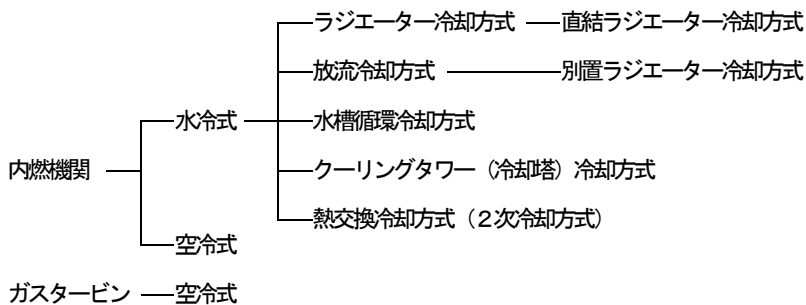 ラジエーター冷却方式 直結ラジエーター冷却方式
放流冷却方式 別置ラジエーター冷却方式
水冷式 水槽循環冷却方式
内燃機関 クーリングタワー（冷却塔）冷却方式
熱交換冷却方式（２次冷却方式）
空冷式
ガスタービン 空冷式